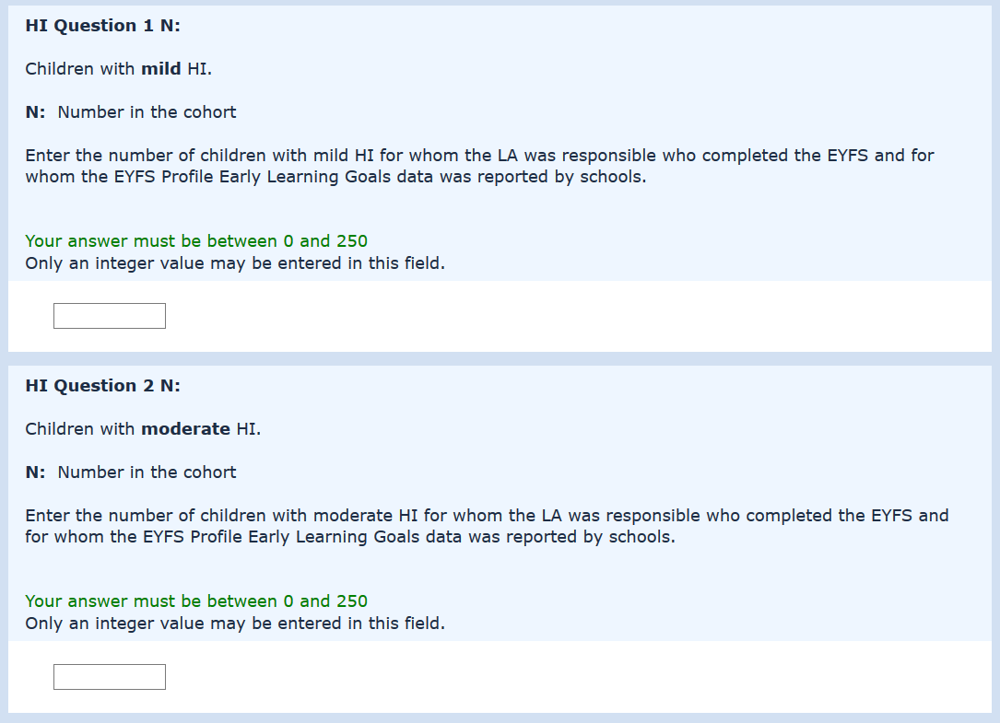 HI Question 1 N:
Children with mild HI.
N: Number in the cohort
Enter the number of children with mild HI for whom the LA was responsible who completed the EYFS and for
whom the EYFS Profile Early Learning Goals data was reported by schools.
Your answer must be between 0 and 250
Only an integer value may be entered in this field.
HI Question 2 N:
Children with moderate HI.
N: Number in the cohort
Enter the number of children with moderate HI for whom the LA was responsible who completed the EYFS and
for whom the EYFS Profile Early Learning Goals data was reported by schools.
Your answer must be between 0 and 250
Only an integer value may be entered in this field.